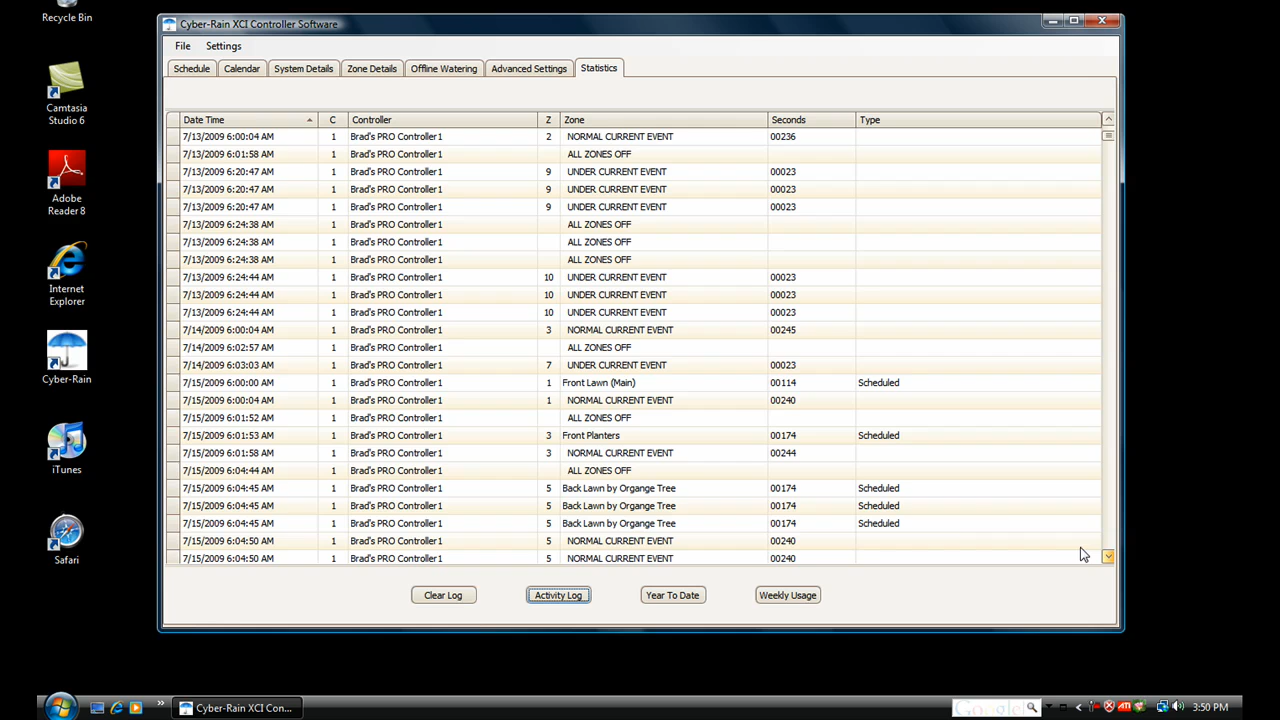 Recycle Bin
Camtasia
Studio 6
Adobe
Reader 8
Internet
Explorer
Cyber-Rain
iTunes
Safari
Cyber-Rain XCI Controller Software
File Settings
Schedule Calendar System Details Zone Details Offline Watering Advanced Settings Statistics
Date Time C Controller Z Zone Seconds Type
7/13/2009 6:00:04 AM 1 Brad's PRO Controller1 2 NORMAL CURRENT EVENT 00236
7/13/2009 6:01:58 AM 1 Brad's PRO Controller1 ALL ZONES OFF
7/13/2009 6:20:47 AM 1 Brad's PRO Controller1 9 UNDER CURRENT EVENT 00023
7/13/2009 6:20:47 AM 1 Brad's PRO Controller1 9 UNDER CURRENT EVENT 00023
7/13/2009 6:20:47 AM 1 Brad's PRO Controller1 9 UNDER CURRENT EVENT 00023
7/13/2009 6:24:38 AM 1 Brad's PRO Controller1 ALL ZONES OFF
7/13/2009 6:24:38 AM 1 Brad's PRO Controller1 ALL ZONES OFF
7/13/2009 6:24:38 AM 1 Brad's PRO Controller1 ALL ZONES OFF
7/13/2009 6:24:44 AM 1 Brad's PRO Controller1 10 UNDER CURRENT EVENT 00023
7/13/2009 6:24:44 AM 1 Brad's PRO Controller1 10 UNDER CURRENT EVENT 00023
7/13/2009 6:24:44 AM 1 Brad's PRO Controller1 10 UNDER CURRENT EVENT 00023
7/14/2009 6:00:04 AM 1 Brad's PRO Controller1 3 NORMAL CURRENT EVENT 00245
7/14/2009 6:02:57 AM 1 Brad's PRO Controller1 ALL ZONES OFF
7/14/2009 6:03:03 AM 1 Brad's PRO Controller1 7 UNDER CURRENT EVENT 00023
7/15/2009 6:00:00 AM 1 Brad's PRO Controller1 1 Front Lawn (Main) 00114 Scheduled
7/15/2009 6:00:04 AM 1 Brad's PRO Controller1 1 NORMAL CURRENT EVENT 00240
7/15/2009 6:01:52 AM 1 Brad's PRO Controller1 ALL ZONES OFF
7/15/2009 6:01:53 AM 1 Brad's PRO Controller1 3 Front Planters 00174 Scheduled
7/15/2009 6:01:58 AM 1 Brad's PRO Controller1 3 NORMAL CURRENT EVENT 00244
7/15/2009 6:04:44 AM 1 Brad's PRO Controller1 ALL ZONES OFF
7/15/2009 6:04:45 AM 1 Brad's PRO Controller1 5 Back Lawn by Organge Tree 00174 Scheduled
7/15/2009 6:04:45 AM 1 Brad's PRO Controller1 5 Back Lawn by Organge Tree 00174 Scheduled
7/15/2009 6:04:45 AM 1 Brad's PRO Controller1 5 Back Lawn by Organge Tree 00174 Scheduled
7/15/2009 6:04:50 AM 1 Brad's PRO Controller1 5 NORMAL CURRENT EVENT 00240
7/15/2009 6:04:50 AM 1 Brad's PRO Controller1 5 NORMAL CURRENT EVENT 00240
Clear Log Activity Log Year To Date Weekly Usage
Cyber-Rain XCI Con... Google ATI 3:50 PM